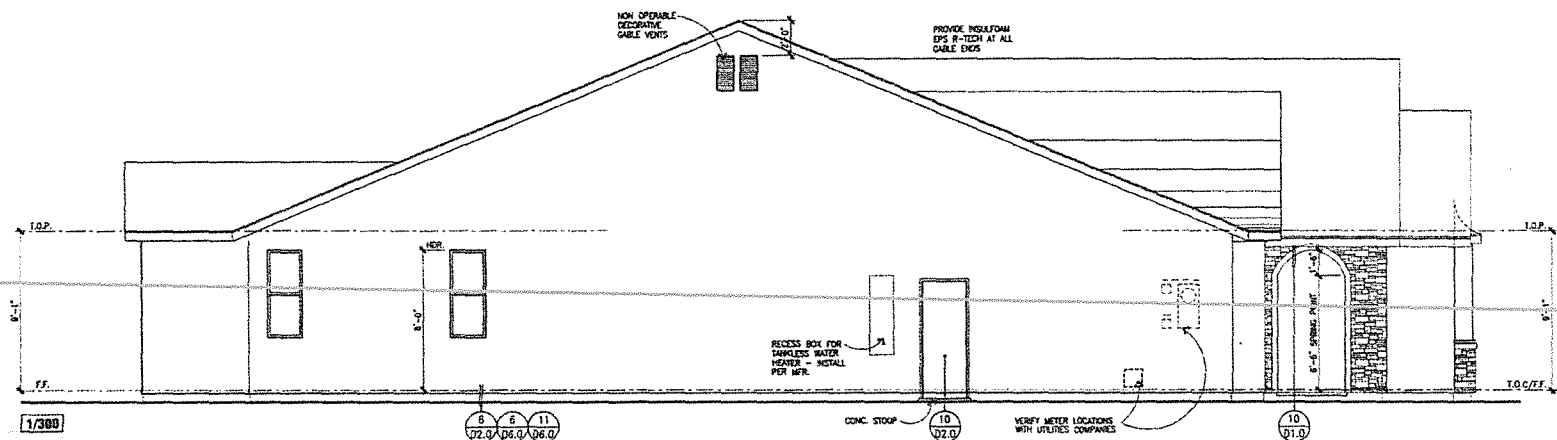 NON OPERABLE
DECORATIVE
GABLE VENTS
2'-0"
PROVIDE INSULFOAM
EPS R-TECH AT ALL
GABLE ENDS
T.O.P.
T.O.P.
HDR.
9'-1"
8'-0"
1'-6"
6'-6" SPRING POINT
9'-1"
RECESS BOX FOR
TANKLESS WATER
HEATER - INSTALL
PER MFR.
F.F.
T.O.C/F.F.
1/300
6
D2.0
6
D6.0
11
D6.0
CONC. STOOP
10
D2.0
VERIFY METER LOCATIONS
WITH UTILITIES COMPANIES
10
D1.0